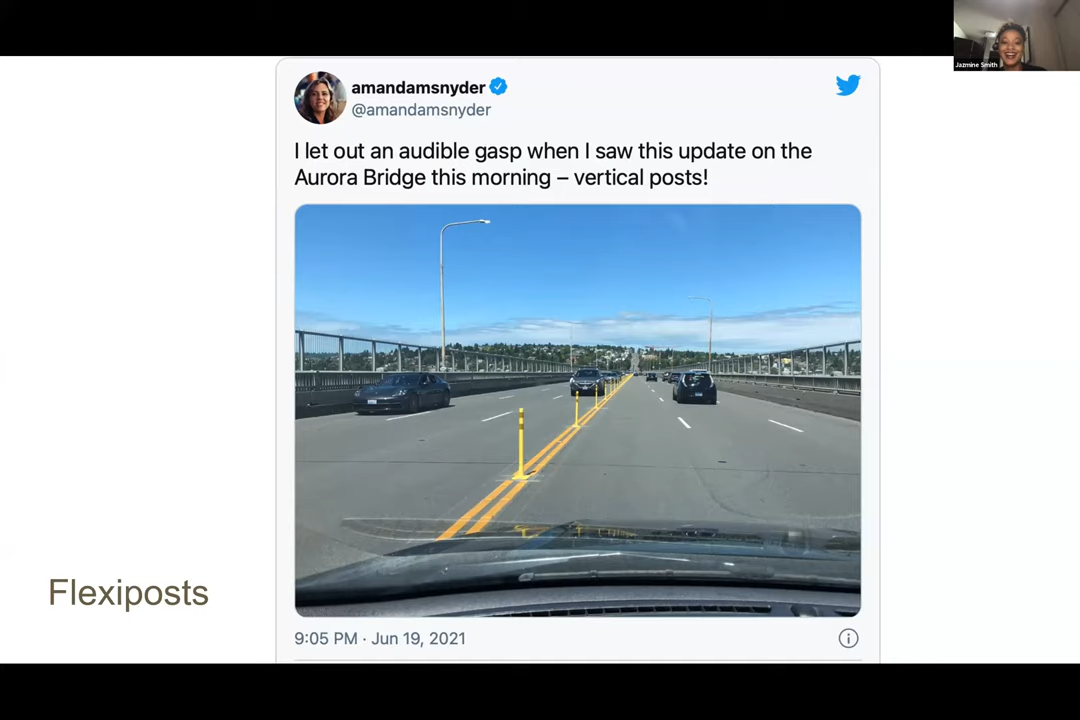 Jazmine Smith
amandamsnyder
@amandamsnyder
I let out an audible gasp when I saw this update on the
Aurora Bridge this morning – vertical posts!
Flexiposts
9:05 PM · Jun 19, 2021